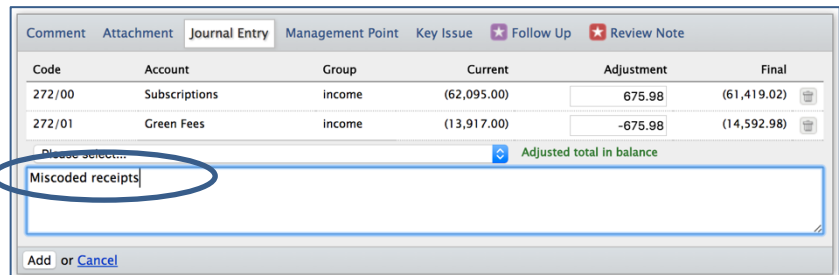 Comment Attachment Journal Entry Management Point Key Issue Follow Up Review Note
Code Account Group Current Adjustment Final
272/00 Subscriptions income (62,095.00) 675.98 (61,419.02)
272/01 Green Fees income (13,917.00) -675.98 (14,592.98)
Please select... Adjusted total in balance
Miscoded receipts
Add or Cancel